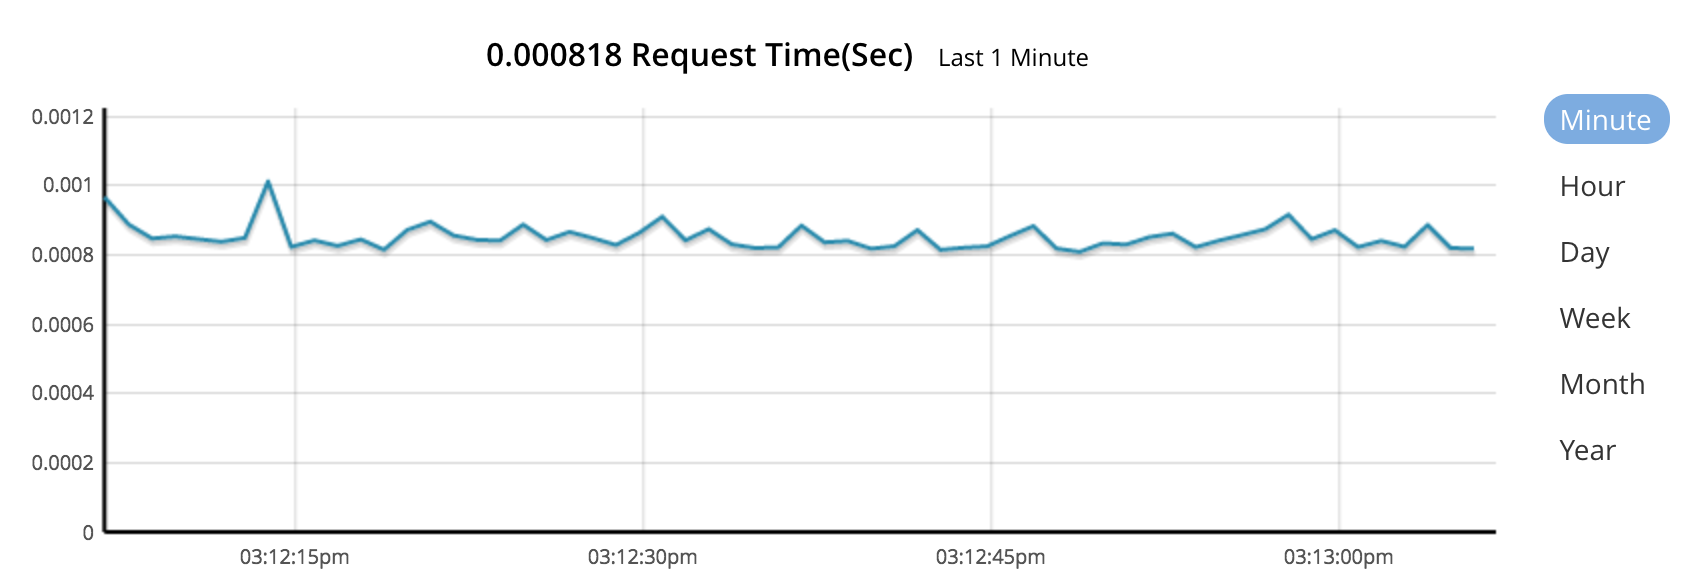 0.000818 Request Time(Sec) Last 1 Minute
0.0012
0.001
0.0008
0.0006
0.0004
0.0002
0
03:12:15pm 03:12:30pm 03:12:45pm 03:13:00pm
Minute
Hour
Day
Week
Month
Year